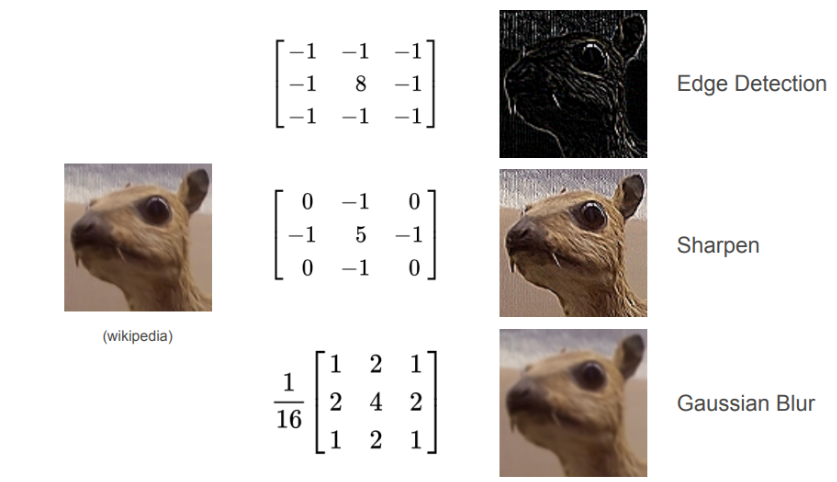 −1 −1 −1
−1 8 −1
−1 −1 −1
Edge Detection
0 −1 0
−1 5 −1
0 −1 0
Sharpen
(wikipedia)
1/16
1 2 1
2 4 2
1 2 1
Gaussian Blur